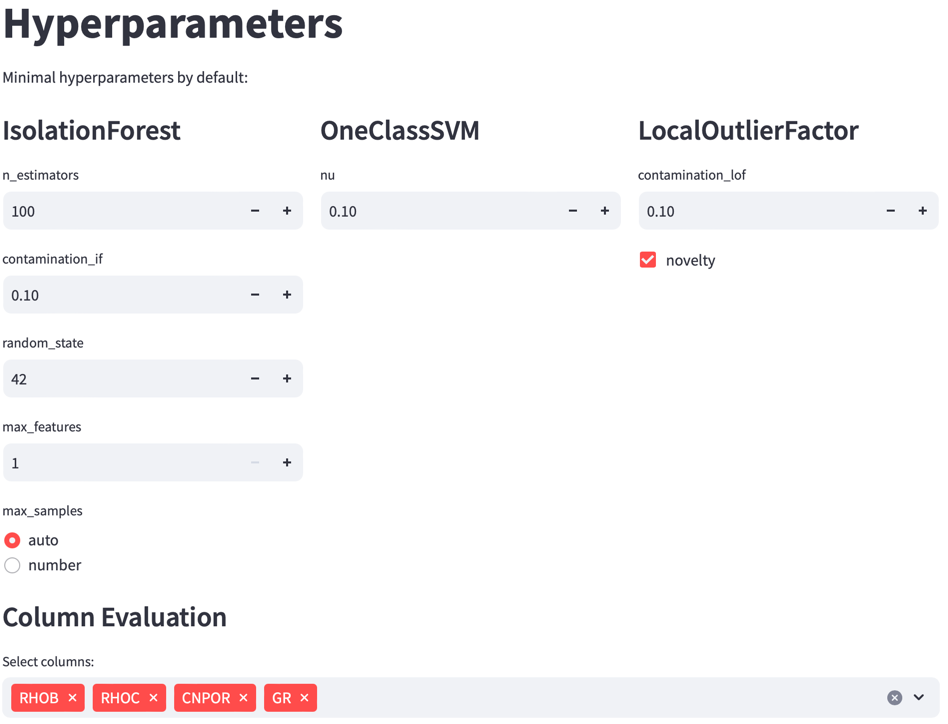 Hyperparameters
Minimal hyperparameters by default:
IsolationForest
n_estimators
100
contamination_if
0.10
random_state
42
max_features
1
max_samples
auto
number
OneClassSVM
nu
0.10
LocalOutlierFactor
contamination_lof
0.10
novelty
Column Evaluation
Select columns:
RHOB × RHOC × CNPOR × GR ×